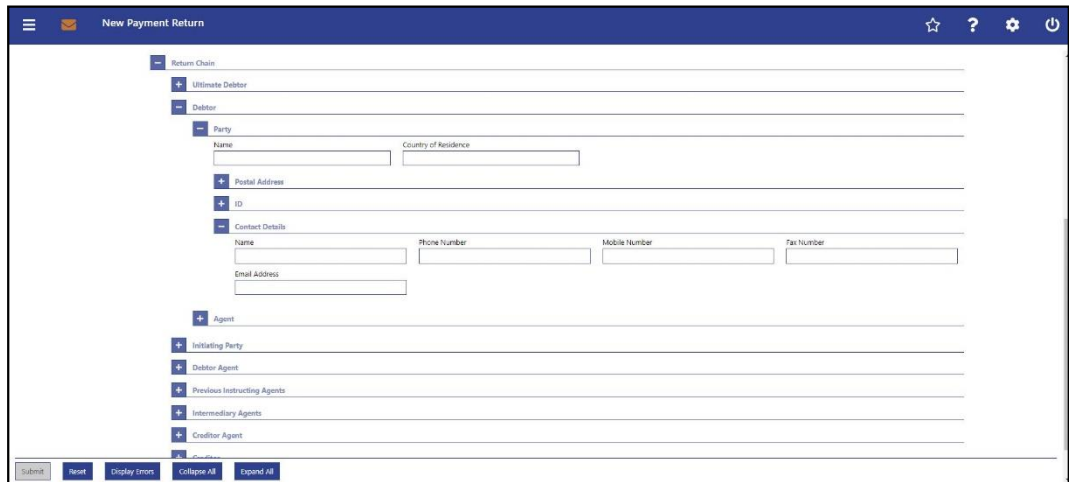 New Payment Return
Return Chain
Ultimate Debtor
Debtor
Party
Name Country of Residence
Postal Address
ID
Contact Details
Name Phone Number Mobile Number Fax Number
Email Address
Agent
Initiating Party
Debtor Agent
Previous Instructing Agents
Intermediary Agents
Creditor Agent
Creditor
Submit Reset Display Errors Collapse All Expand All